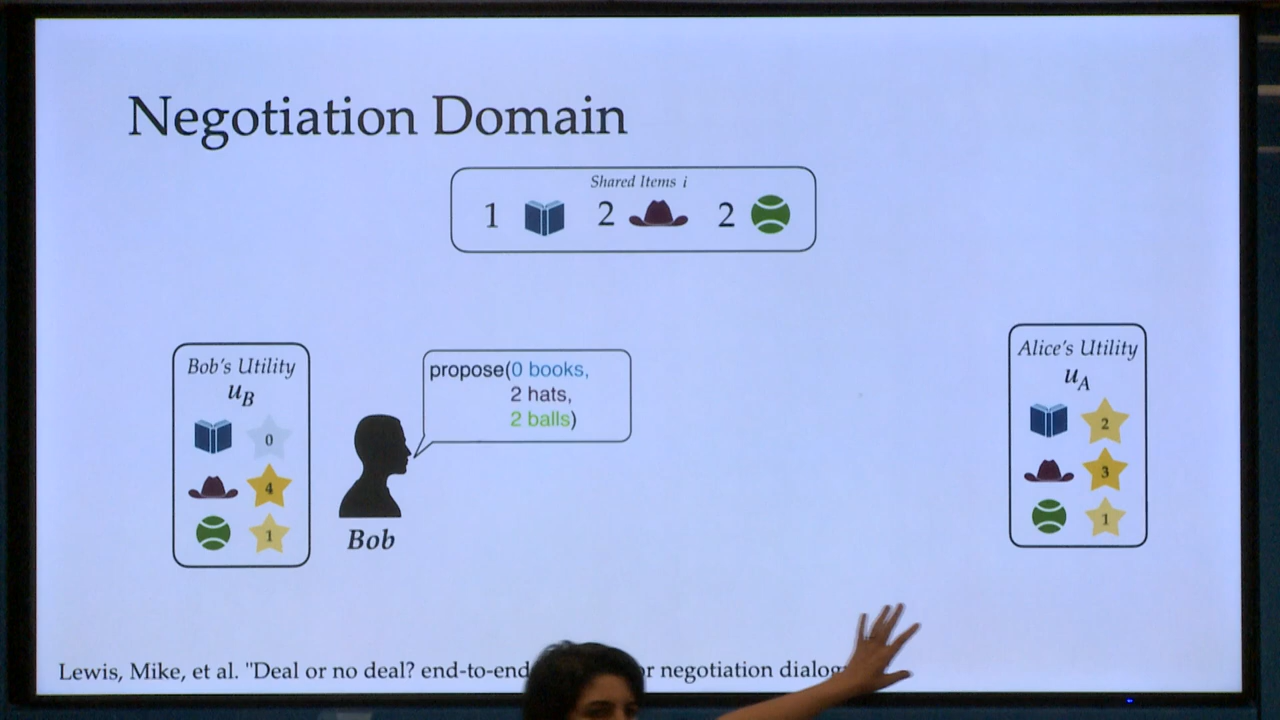 Negotiation Domain
Shared Items i
1 2 2
Bob's Utility
u_B
0
4
1
propose(0 books,
2 hats,
2 balls)
Bob
Alice's Utility
u_A
2
3
1
Lewis, Mike, et al. "Deal or no deal? end-to-end negotiation